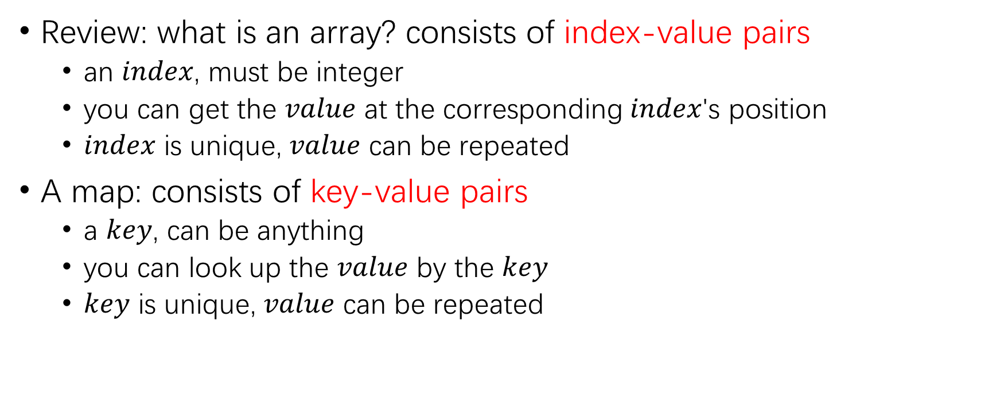 • Review: what is an array? consists of index-value pairs
• an index, must be integer
• you can get the value at the corresponding index's position
• index is unique, value can be repeated
• A map: consists of key-value pairs
• a key, can be anything
• you can look up the value by the key
• key is unique, value can be repeated